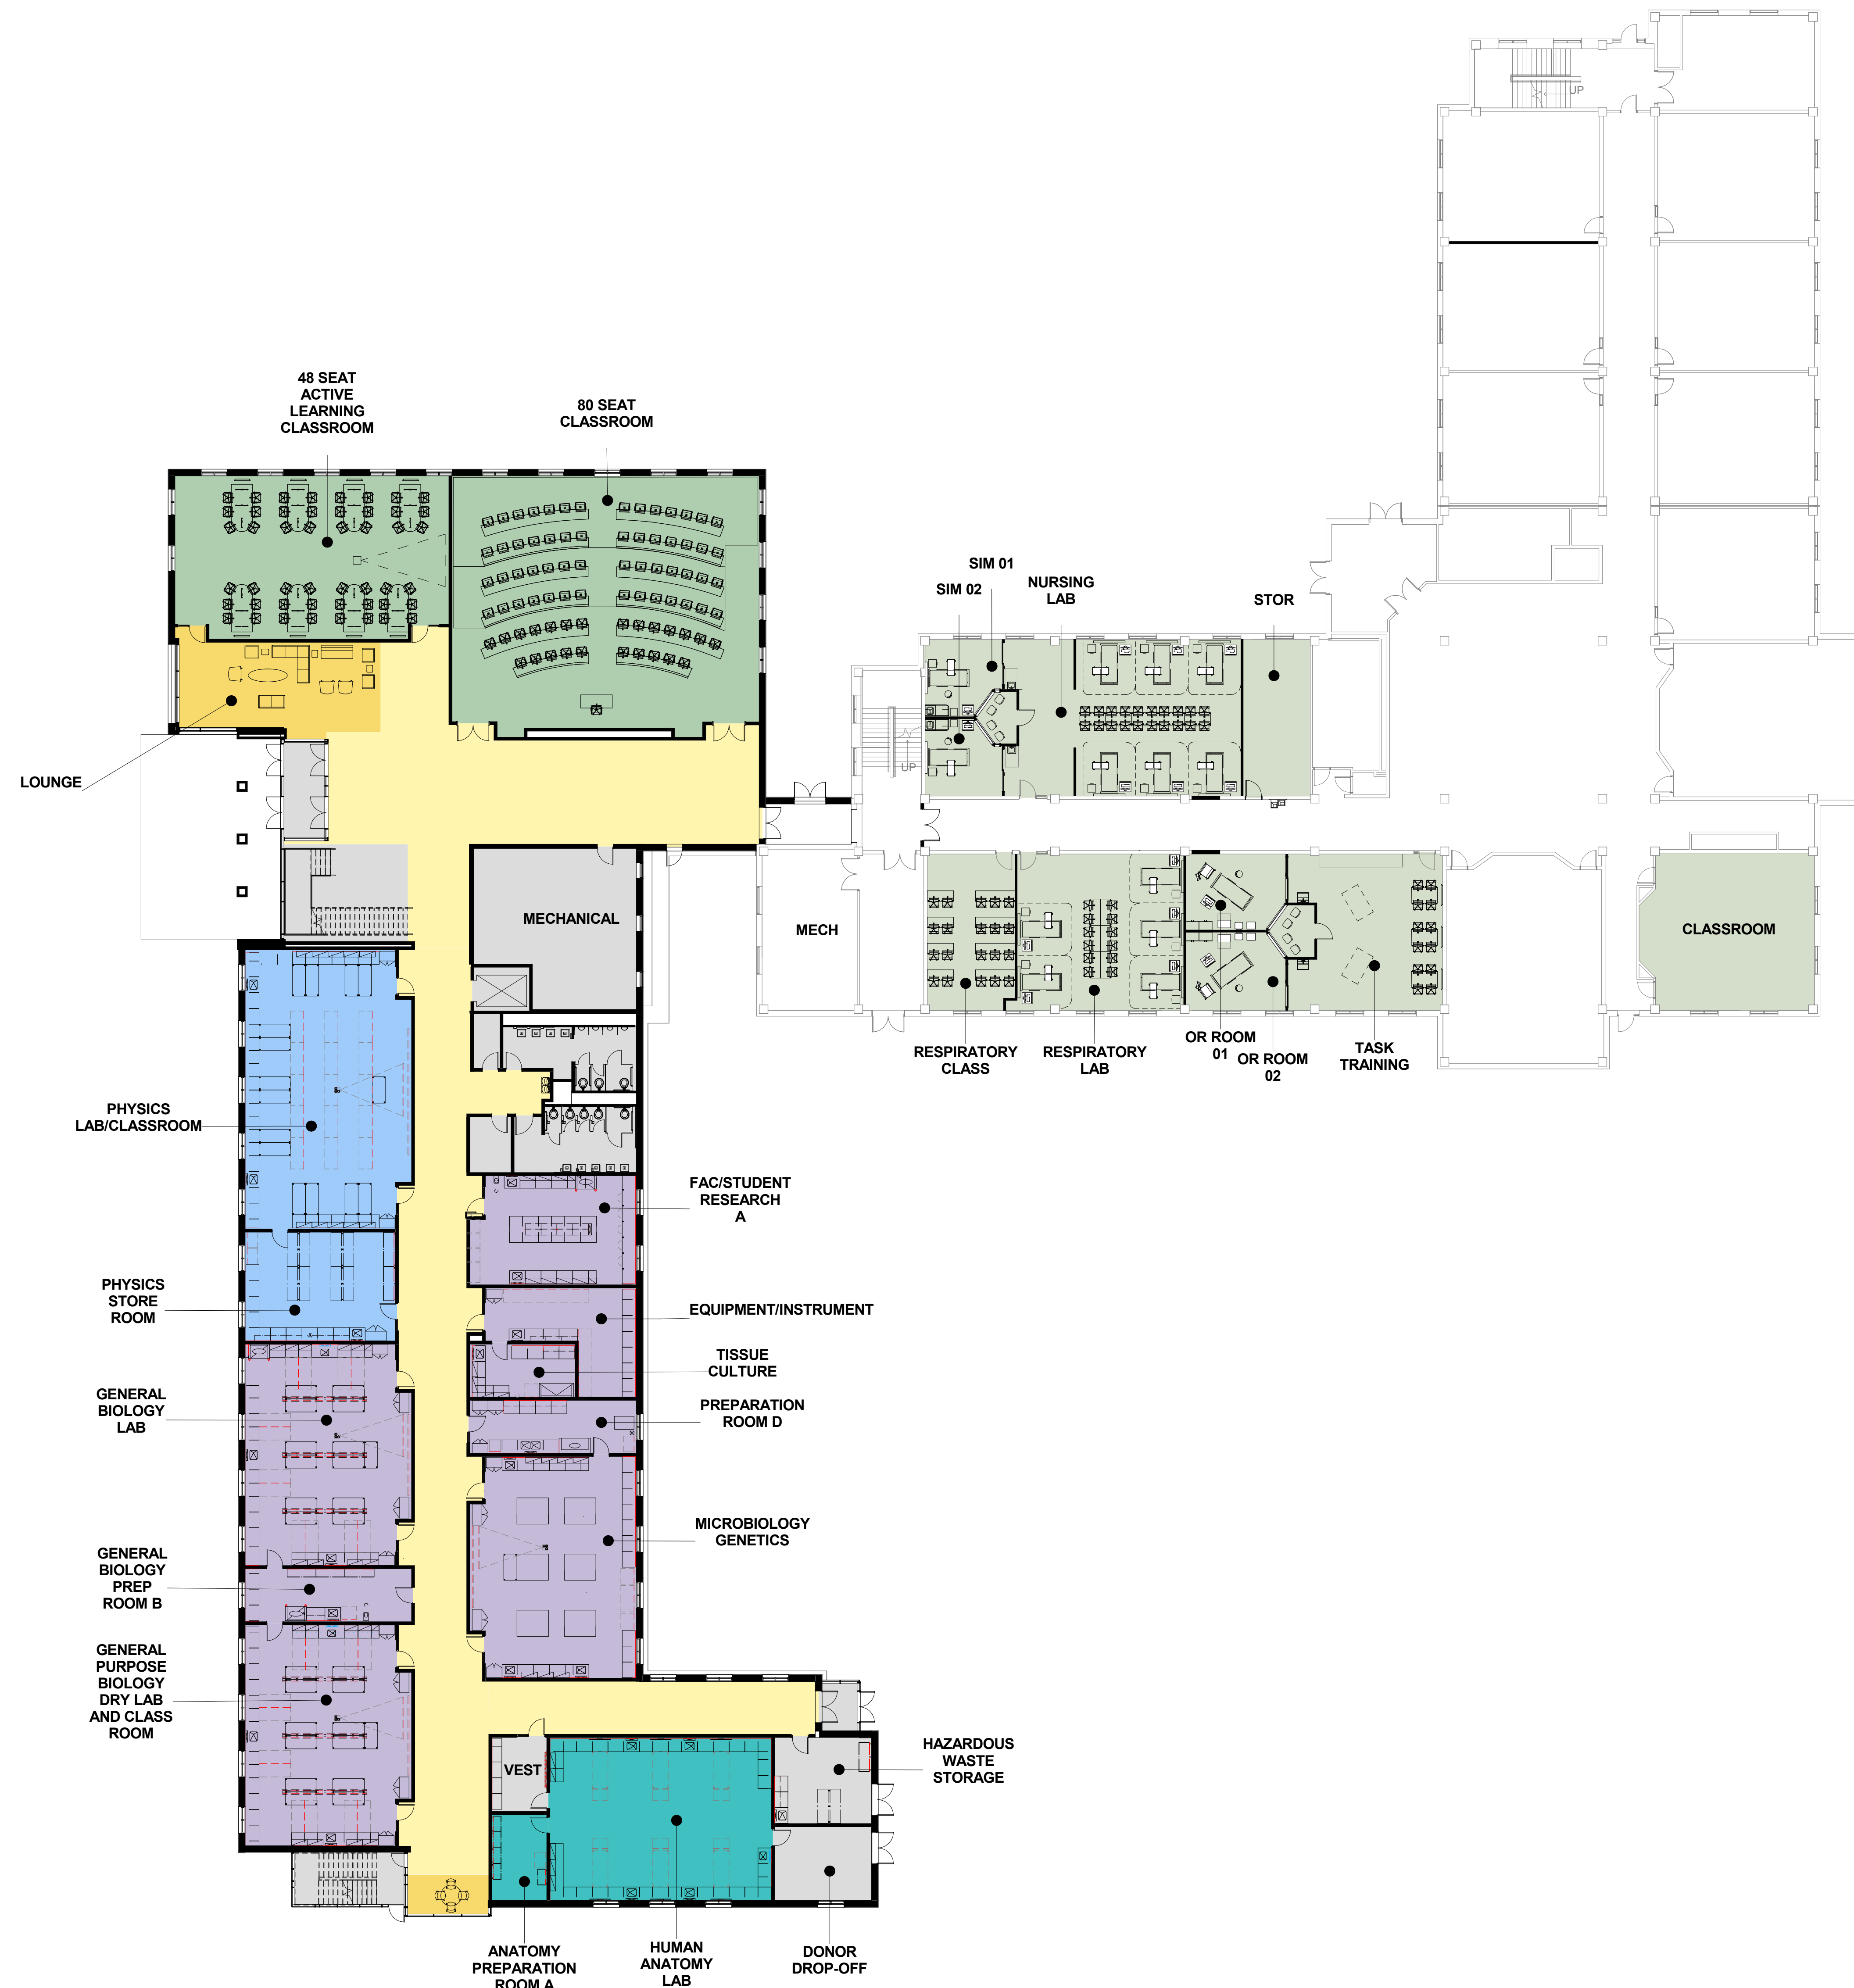 UP
48 SEAT
ACTIVE
LEARNING
CLASSROOM
80 SEAT
CLASSROOM
SIM 01
SIM 02
NURSING
LAB
STOR
LOUNGE
UP
MECHANICAL
MECH
CLASSROOM
RESPIRATORY
CLASS
RESPIRATORY
LAB
OR ROOM
01
OR ROOM
02
TASK
TRAINING
PHYSICS
LAB/CLASSROOM
FAC/STUDENT
RESEARCH
A
PHYSICS
STORE
ROOM
EQUIPMENT/INSTRUMENT
TISSUE
CULTURE
GENERAL
BIOLOGY
LAB
PREPARATION
ROOM D
MICROBIOLOGY
GENETICS
GENERAL
BIOLOGY
PREP
ROOM B
GENERAL
PURPOSE
BIOLOGY
DRY LAB
AND CLASS
ROOM
VEST
HAZARDOUS
WASTE
STORAGE
ANATOMY
PREPARATION
ROOM A
HUMAN
ANATOMY
LAB
DONOR
DROP-OFF